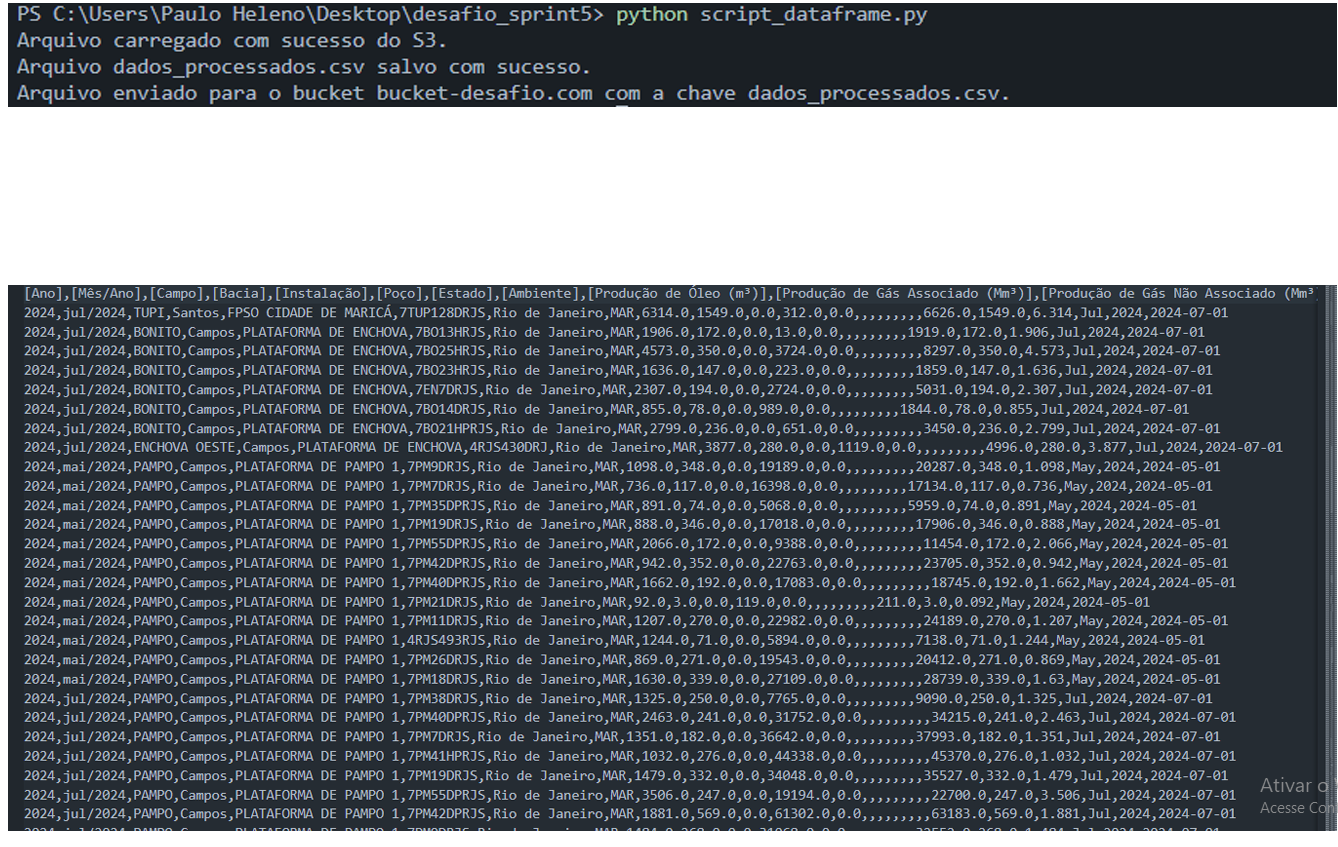 PS C:\Users\Paulo Heleno\Desktop\desafio_sprint5> python script_dataframe.py
Arquivo carregado com sucesso do S3.
Arquivo dados_processados.csv salvo com sucesso.
Arquivo enviado para o bucket bucket-desafio.com com a chave dados_processados.csv.
[Ano],[Mês/Ano],[Campo],[Bacia],[Instalação],[Poço],[Estado],[Ambiente],[Produção de Óleo (m³)],[Produção de Gás Associado (Mm³)],[Produção de Gás Não Associado (Mm³
2024,jul/2024,TUPI,Santos,FPSO CIDADE DE MARICÁ,7TUP128DRJS,Rio de Janeiro,MAR,6314.0,1549.0,0.0,312.0,0.0,,,,,,,,,6626.0,1549.0,6.314,Jul,2024,2024-07-01
2024,jul/2024,BONITO,Campos,PLATAFORMA DE ENCHOVA,7BO13HRJS,Rio de Janeiro,MAR,1906.0,172.0,0.0,13.0,0.0,,,,,,,,,1919.0,172.0,1.906,Jul,2024,2024-07-01
2024,jul/2024,BONITO,Campos,PLATAFORMA DE ENCHOVA,7BO25HRJS,Rio de Janeiro,MAR,4573.0,350.0,0.0,3724.0,0.0,,,,,,,,,8297.0,350.0,4.573,Jul,2024,2024-07-01
2024,jul/2024,BONITO,Campos,PLATAFORMA DE ENCHOVA,7BO23HRJS,Rio de Janeiro,MAR,1636.0,147.0,0.0,223.0,0.0,,,,,,,,,1859.0,147.0,1.636,Jul,2024,2024-07-01
2024,jul/2024,BONITO,Campos,PLATAFORMA DE ENCHOVA,7EN7DRJS,Rio de Janeiro,MAR,2307.0,194.0,0.0,2724.0,0.0,,,,,,,,,5031.0,194.0,2.307,Jul,2024,2024-07-01
2024,jul/2024,BONITO,Campos,PLATAFORMA DE ENCHOVA,7BO14DRJS,Rio de Janeiro,MAR,855.0,78.0,0.0,989.0,0.0,,,,,,,,,1844.0,78.0,0.855,Jul,2024,2024-07-01
2024,jul/2024,BONITO,Campos,PLATAFORMA DE ENCHOVA,7BO21HPRJS,Rio de Janeiro,MAR,2799.0,236.0,0.0,651.0,0.0,,,,,,,,,3450.0,236.0,2.799,Jul,2024,2024-07-01
2024,jul/2024,ENCHOVA OESTE,Campos,PLATAFORMA DE ENCHOVA,4RJS430DRJ,Rio de Janeiro,MAR,3877.0,280.0,0.0,1119.0,0.0,,,,,,,,,4996.0,280.0,3.877,Jul,2024,2024-07-01
2024,mai/2024,PAMPO,Campos,PLATAFORMA DE PAMPO 1,7PM9DRJS,Rio de Janeiro,MAR,1098.0,348.0,0.0,19189.0,0.0,,,,,,,,,20287.0,348.0,1.098,May,2024,2024-05-01
2024,mai/2024,PAMPO,Campos,PLATAFORMA DE PAMPO 1,7PM7DRJS,Rio de Janeiro,MAR,736.0,117.0,0.0,16398.0,0.0,,,,,,,,,17134.0,117.0,0.736,May,2024,2024-05-01
2024,mai/2024,PAMPO,Campos,PLATAFORMA DE PAMPO 1,7PM35DPRJS,Rio de Janeiro,MAR,891.0,74.0,0.0,5068.0,0.0,,,,,,,,,5959.0,74.0,0.891,May,2024,2024-05-01
2024,mai/2024,PAMPO,Campos,PLATAFORMA DE PAMPO 1,7PM19DRJS,Rio de Janeiro,MAR,888.0,346.0,0.0,17018.0,0.0,,,,,,,,,17906.0,346.0,0.888,May,2024,2024-05-01
2024,mai/2024,PAMPO,Campos,PLATAFORMA DE PAMPO 1,7PM55DPRJS,Rio de Janeiro,MAR,2066.0,172.0,0.0,9388.0,0.0,,,,,,,,,11454.0,172.0,2.066,May,2024,2024-05-01
2024,mai/2024,PAMPO,Campos,PLATAFORMA DE PAMPO 1,7PM42DPRJS,Rio de Janeiro,MAR,942.0,352.0,0.0,22763.0,0.0,,,,,,,,,23705.0,352.0,0.942,May,2024,2024-05-01
2024,mai/2024,PAMPO,Campos,PLATAFORMA DE PAMPO 1,7PM40DPRJS,Rio de Janeiro,MAR,1662.0,192.0,0.0,17083.0,0.0,,,,,,,,,18745.0,192.0,1.662,May,2024,2024-05-01
2024,mai/2024,PAMPO,Campos,PLATAFORMA DE PAMPO 1,7PM21DRJS,Rio de Janeiro,MAR,92.0,3.0,0.0,119.0,0.0,,,,,,,,,211.0,3.0,0.092,May,2024,2024-05-01
2024,mai/2024,PAMPO,Campos,PLATAFORMA DE PAMPO 1,7PM11DRJS,Rio de Janeiro,MAR,1207.0,270.0,0.0,22982.0,0.0,,,,,,,,,24189.0,270.0,1.207,May,2024,2024-05-01
2024,mai/2024,PAMPO,Campos,PLATAFORMA DE PAMPO 1,4RJS493RJS,Rio de Janeiro,MAR,1244.0,71.0,0.0,5894.0,0.0,,,,,,,,,7138.0,71.0,1.244,May,2024,2024-05-01
2024,mai/2024,PAMPO,Campos,PLATAFORMA DE PAMPO 1,7PM26DRJS,Rio de Janeiro,MAR,869.0,271.0,0.0,19543.0,0.0,,,,,,,,,20412.0,271.0,0.869,May,2024,2024-05-01
2024,mai/2024,PAMPO,Campos,PLATAFORMA DE PAMPO 1,7PM18DRJS,Rio de Janeiro,MAR,1630.0,339.0,0.0,27109.0,0.0,,,,,,,,,28739.0,339.0,1.63,May,2024,2024-05-01
2024,jul/2024,PAMPO,Campos,PLATAFORMA DE PAMPO 1,7PM38DRJS,Rio de Janeiro,MAR,1325.0,250.0,0.0,7765.0,0.0,,,,,,,,,9090.0,250.0,1.325,Jul,2024,2024-07-01
2024,jul/2024,PAMPO,Campos,PLATAFORMA DE PAMPO 1,7PM40DPRJS,Rio de Janeiro,MAR,2463.0,241.0,0.0,31752.0,0.0,,,,,,,,,34215.0,241.0,2.463,Jul,2024,2024-07-01
2024,jul/2024,PAMPO,Campos,PLATAFORMA DE PAMPO 1,7PM7DRJS,Rio de Janeiro,MAR,1351.0,182.0,0.0,36642.0,0.0,,,,,,,,,37993.0,182.0,1.351,Jul,2024,2024-07-01
2024,jul/2024,PAMPO,Campos,PLATAFORMA DE PAMPO 1,7PM41HPRJS,Rio de Janeiro,MAR,1032.0,276.0,0.0,44338.0,0.0,,,,,,,,,45370.0,276.0,1.032,Jul,2024,2024-07-01
2024,jul/2024,PAMPO,Campos,PLATAFORMA DE PAMPO 1,7PM19DRJS,Rio de Janeiro,MAR,1479.0,332.0,0.0,34048.0,0.0,,,,,,,,,35527.0,332.0,1.479,Jul,2024,2024-07-01
2024,jul/2024,PAMPO,Campos,PLATAFORMA DE PAMPO 1,7PM55DPRJS,Rio de Janeiro,MAR,3506.0,247.0,0.0,19194.0,0.0,,,,,,,,,22700.0,247.0,3.506,Jul,2024,2024-07-01
2024,jul/2024,PAMPO,Campos,PLATAFORMA DE PAMPO 1,7PM42DPRJS,Rio de Janeiro,MAR,1881.0,569.0,0.0,61302.0,0.0,,,,,,,,,63183.0,569.0,1.881,Jul,2024,2024-07-01
Ativar o
Acesse Con